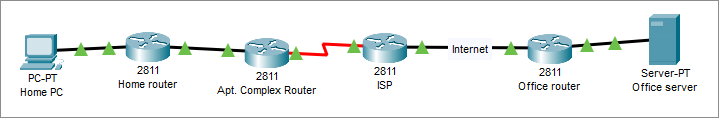 PC-PT
Home PC
2811
Home router
2811
Apt. Complex Router
2811
ISP
Internet
2811
Office router
Server-PT
Office server